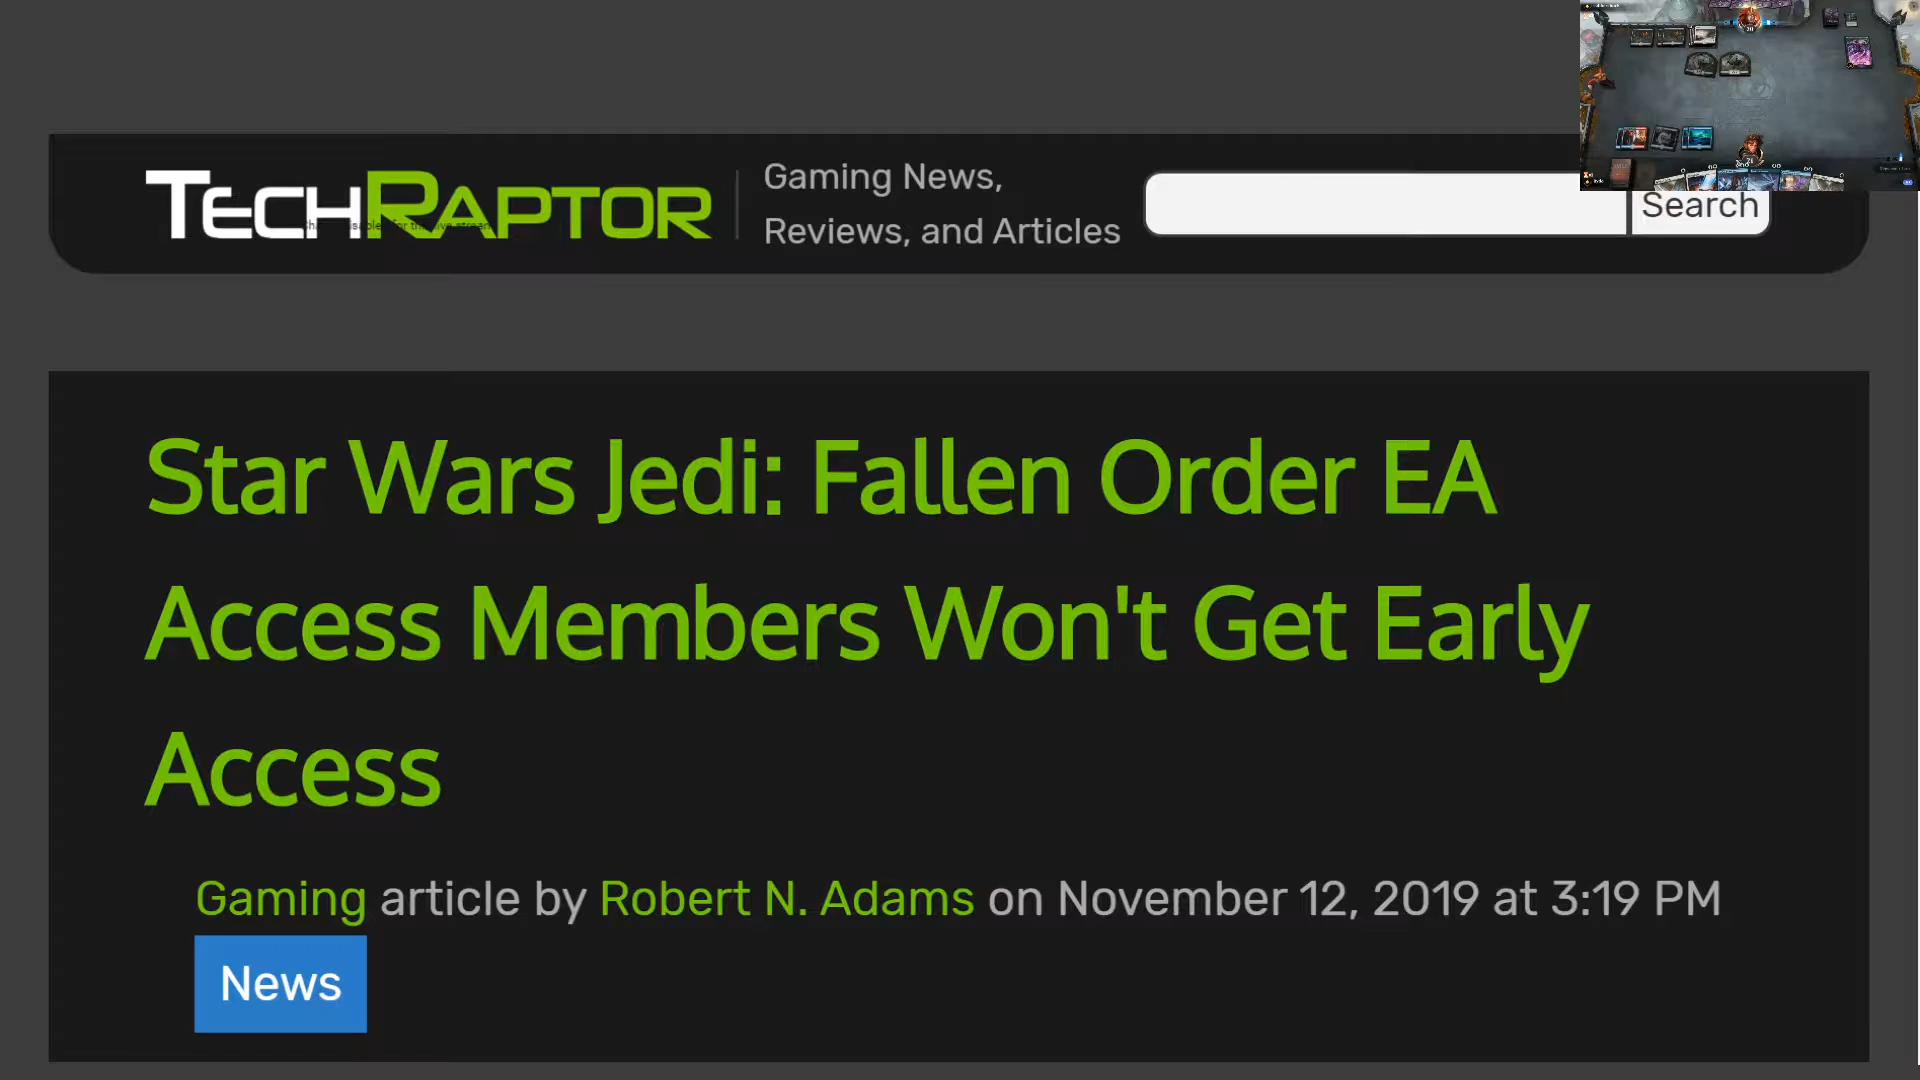 TECHRAPTOR
Gaming News,
Reviews, and Articles
Search
Star Wars Jedi: Fallen Order EA
Access Members Won't Get Early
Access
Gaming article by Robert N. Adams on November 12, 2019 at 3:19 PM
News